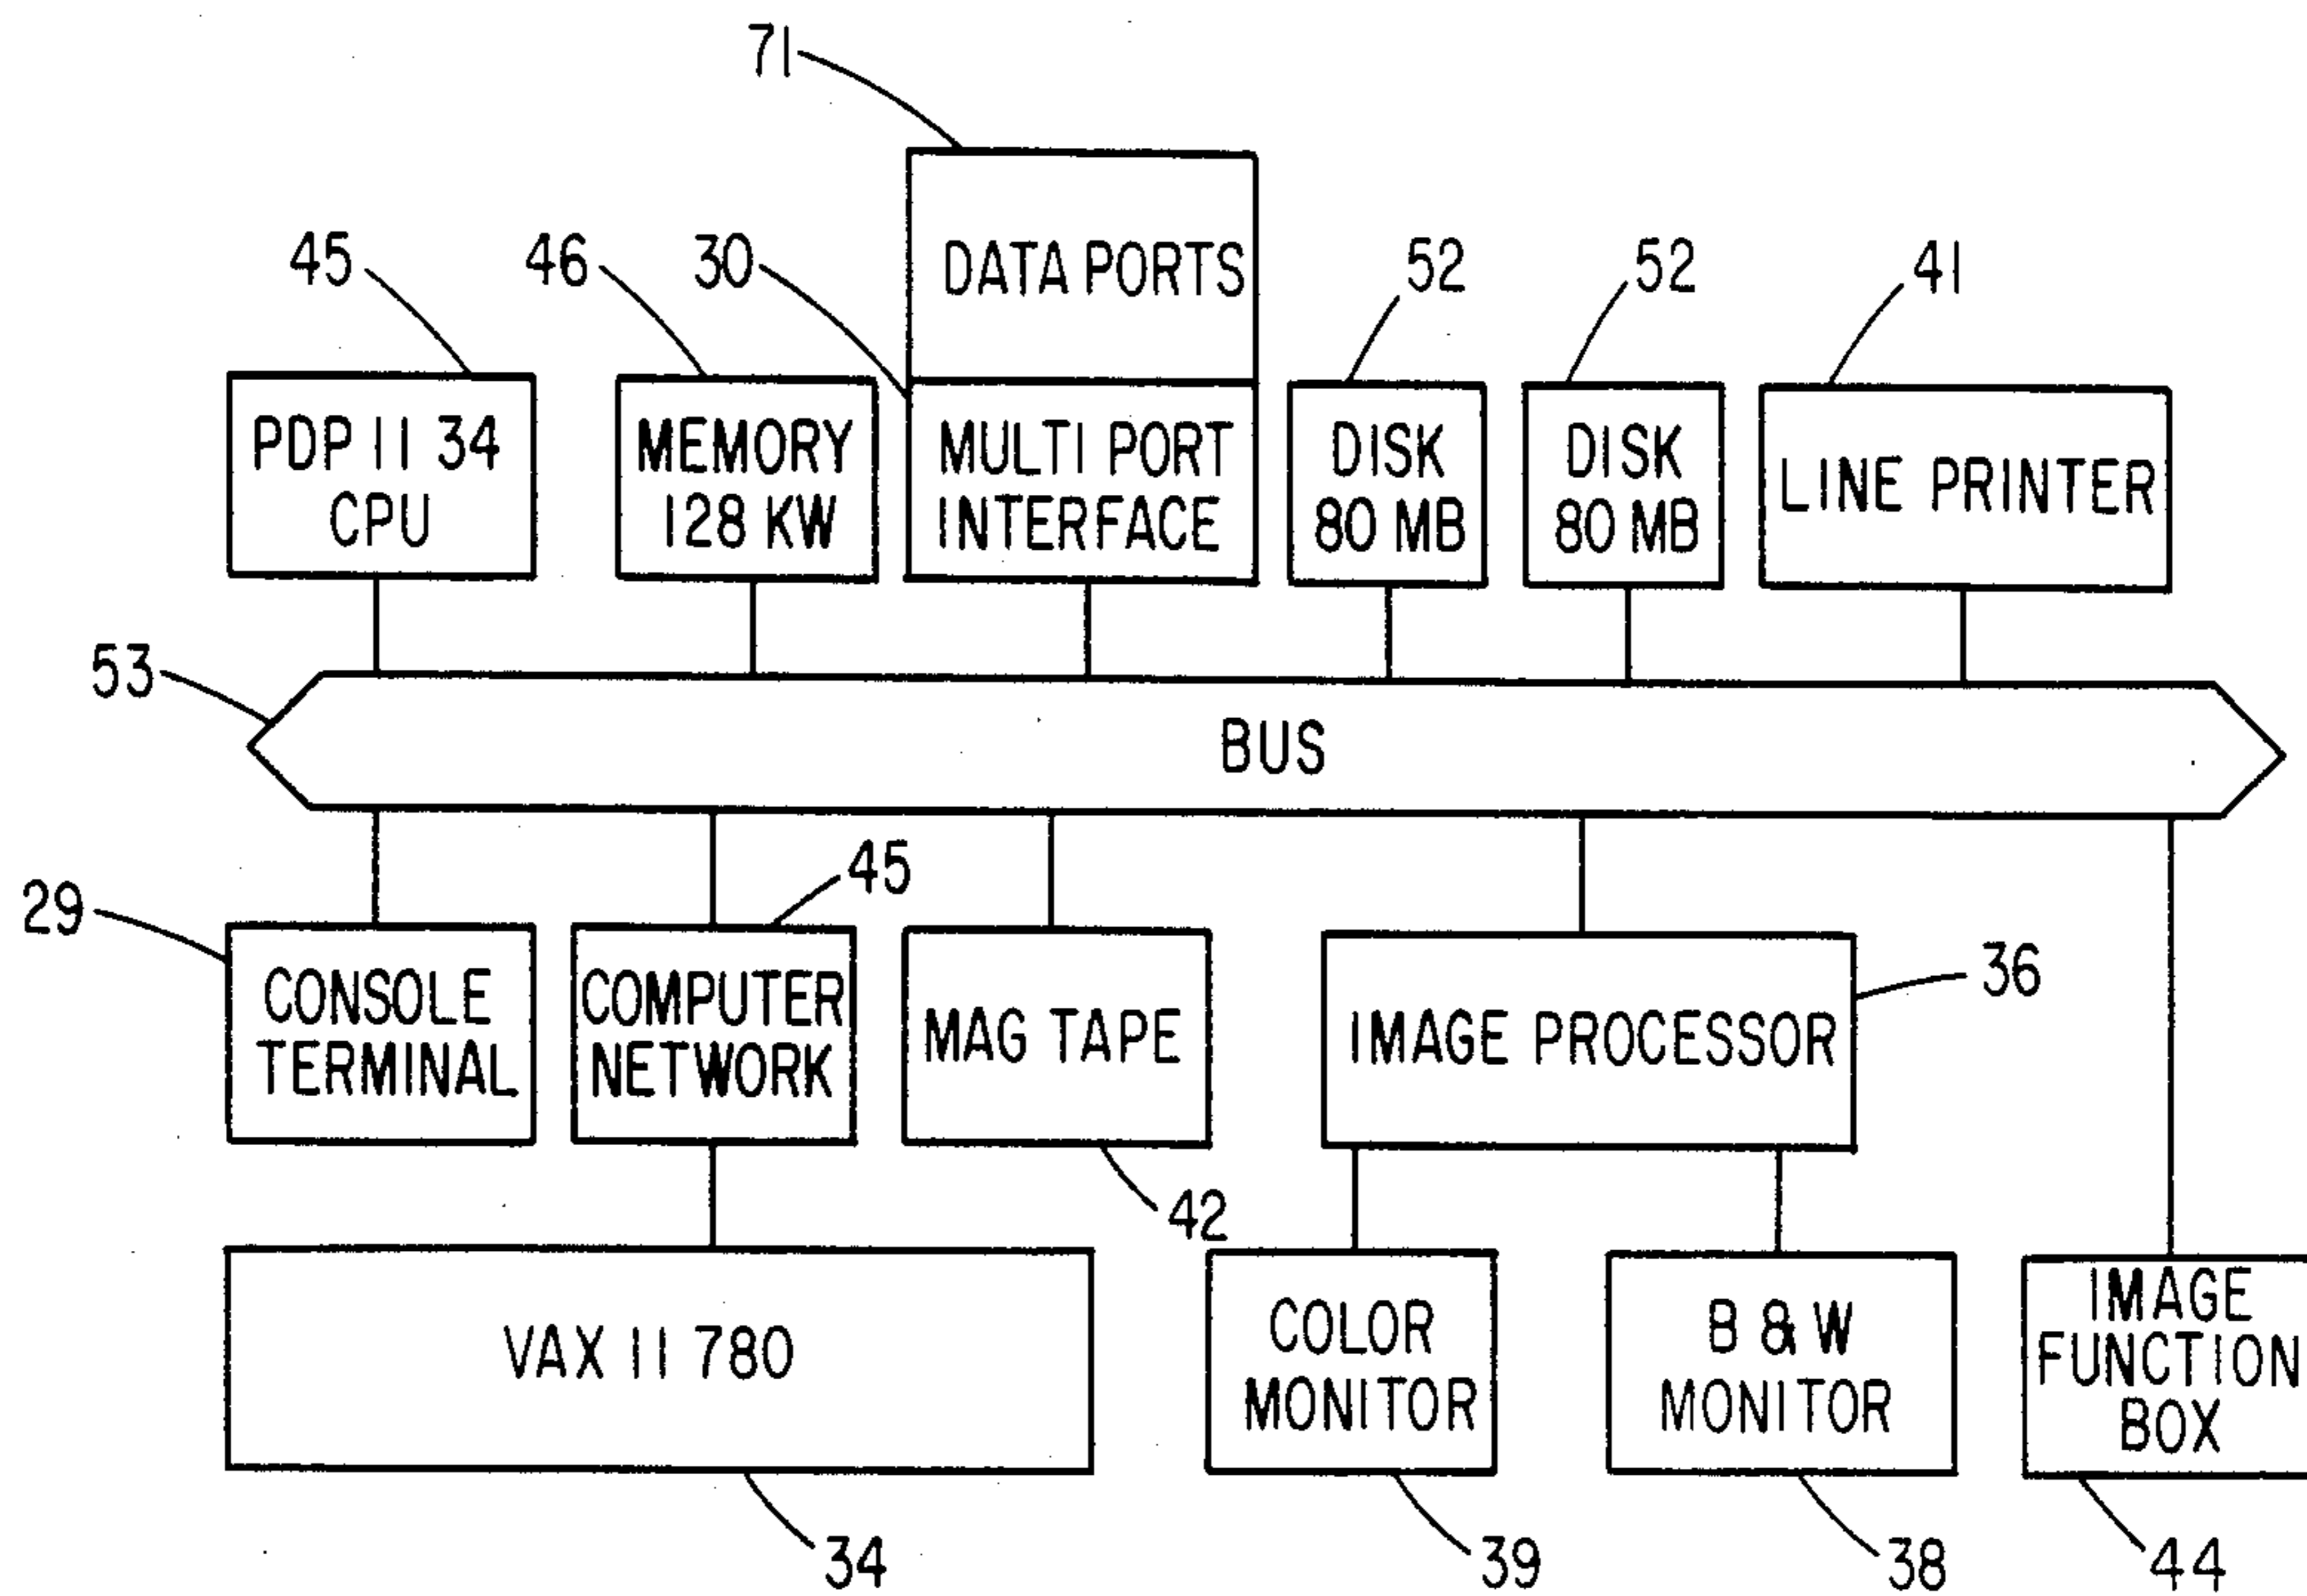 71
45
46
30
52
52
41
DATA PORTS
PDP 11 34
CPU
MEMORY
128 KW
MULTI PORT
INTERFACE
DISK
80 MB
DISK
80 MB
LINE PRINTER
53
BUS
29
45
36
CONSOLE
TERMINAL
COMPUTER
NETWORK
MAG TAPE
IMAGE PROCESSOR
42
VAX 11 780
COLOR
MONITOR
B & W
MONITOR
IMAGE
FUNCTION
BOX
34
39
38
44